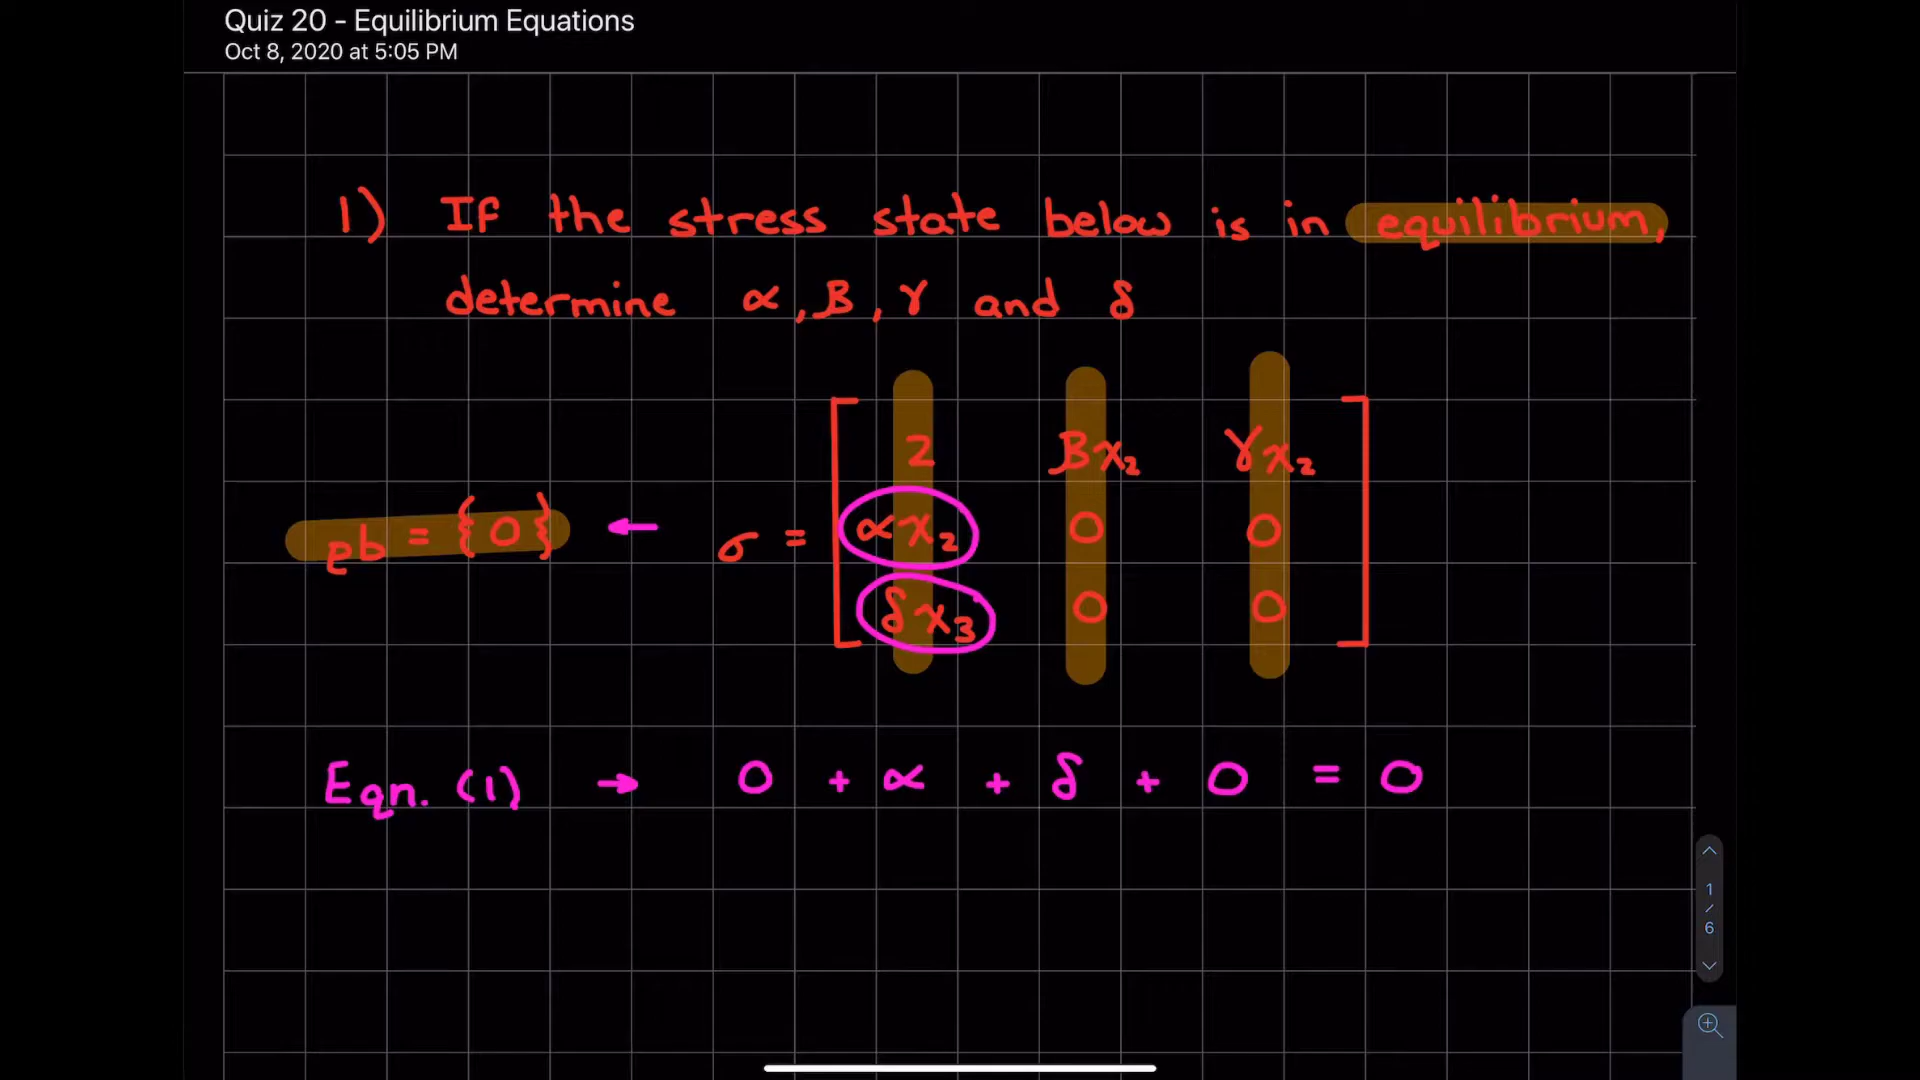 Quiz 20 - Equilibrium Equations
Oct 8, 2020 at 5:05 PM
1) If the stress state below is in equilibrium,
determine α, β, γ and δ
ρb = {0} ← σ = [ 2 βx₂ γx₂
αx₂ 0 0
δx₃ 0 0 ]
Eqn. (1) → 0 + α + δ + 0 = 0
1
/
6